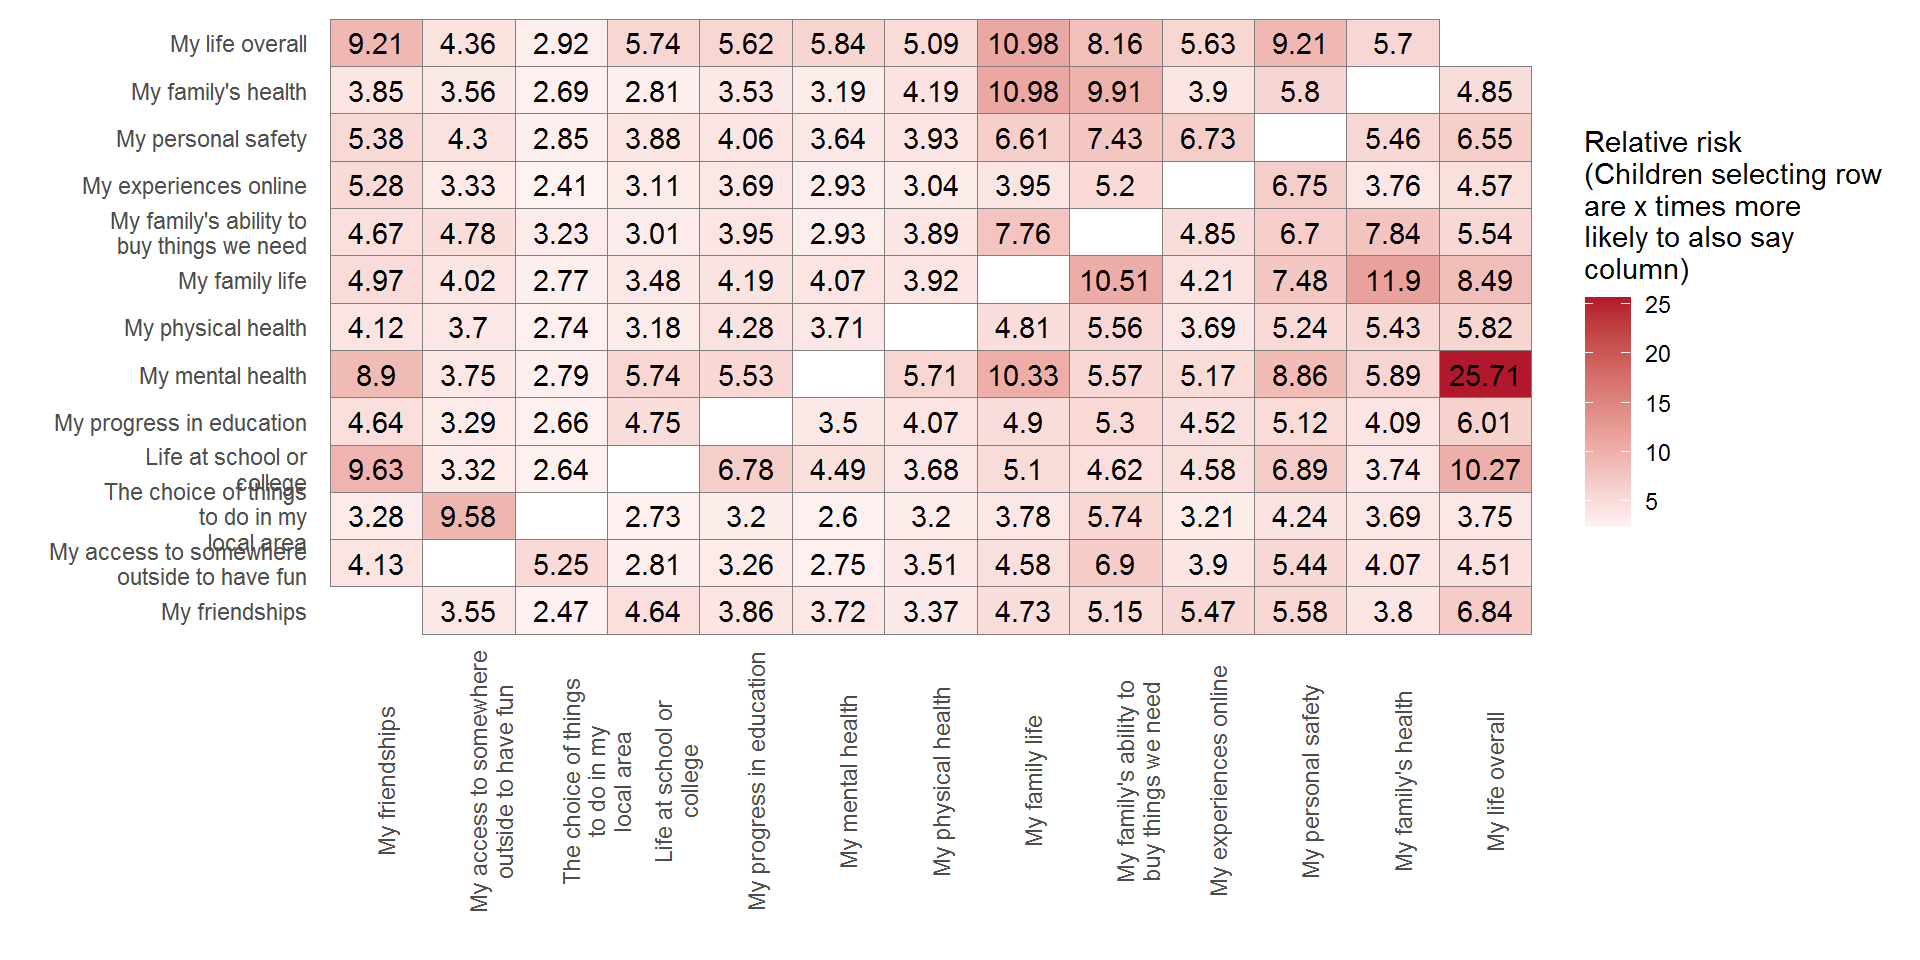 My life overall 9.21 4.36 2.92 5.74 5.62 5.84 5.09 10.98 8.16 5.63 9.21 5.7
My family's health 3.85 3.56 2.69 2.81 3.53 3.19 4.19 10.98 9.91 3.9 5.8 4.85
My personal safety 5.38 4.3 2.85 3.88 4.06 3.64 3.93 6.61 7.43 6.73 5.46 6.55
My experiences online 5.28 3.33 2.41 3.11 3.69 2.93 3.04 3.95 5.2 6.75 3.76 4.57
My family's ability to
buy things we need 4.67 4.78 3.23 3.01 3.95 2.93 3.89 7.76 4.85 6.7 7.84 5.54
My family life 4.97 4.02 2.77 3.48 4.19 4.07 3.92 10.51 4.21 7.48 11.9 8.49
My physical health 4.12 3.7 2.74 3.18 4.28 3.71 4.81 5.56 3.69 5.24 5.43 5.82
My mental health 8.9 3.75 2.79 5.74 5.53 5.71 10.33 5.57 5.17 8.86 5.89 25.71
My progress in education 4.64 3.29 2.66 4.75 3.5 4.07 4.9 5.3 4.52 5.12 4.09 6.01
Life at school or
college 9.63 3.32 2.64 6.78 4.49 3.68 5.1 4.62 4.58 6.89 3.74 10.27
The choice of things
to do in my
local area 3.28 9.58 2.73 3.2 2.6 3.2 3.78 5.74 3.21 4.24 3.69 3.75
My access to somewhere
outside to have fun 4.13 5.25 2.81 3.26 2.75 3.51 4.58 6.9 3.9 5.44 4.07 4.51
My friendships 3.55 2.47 4.64 3.86 3.72 3.37 4.73 5.15 5.47 5.58 3.8 6.84
My friendships
My access to somewhere
outside to have fun
The choice of things
to do in my
local area
Life at school or
college
My progress in education
My mental health
My physical health
My family life
My family's ability to
buy things we need
My experiences online
My personal safety
My family's health
My life overall
Relative risk
(Children selecting row
are x times more
likely to also say
column)
25
20
15
10
5